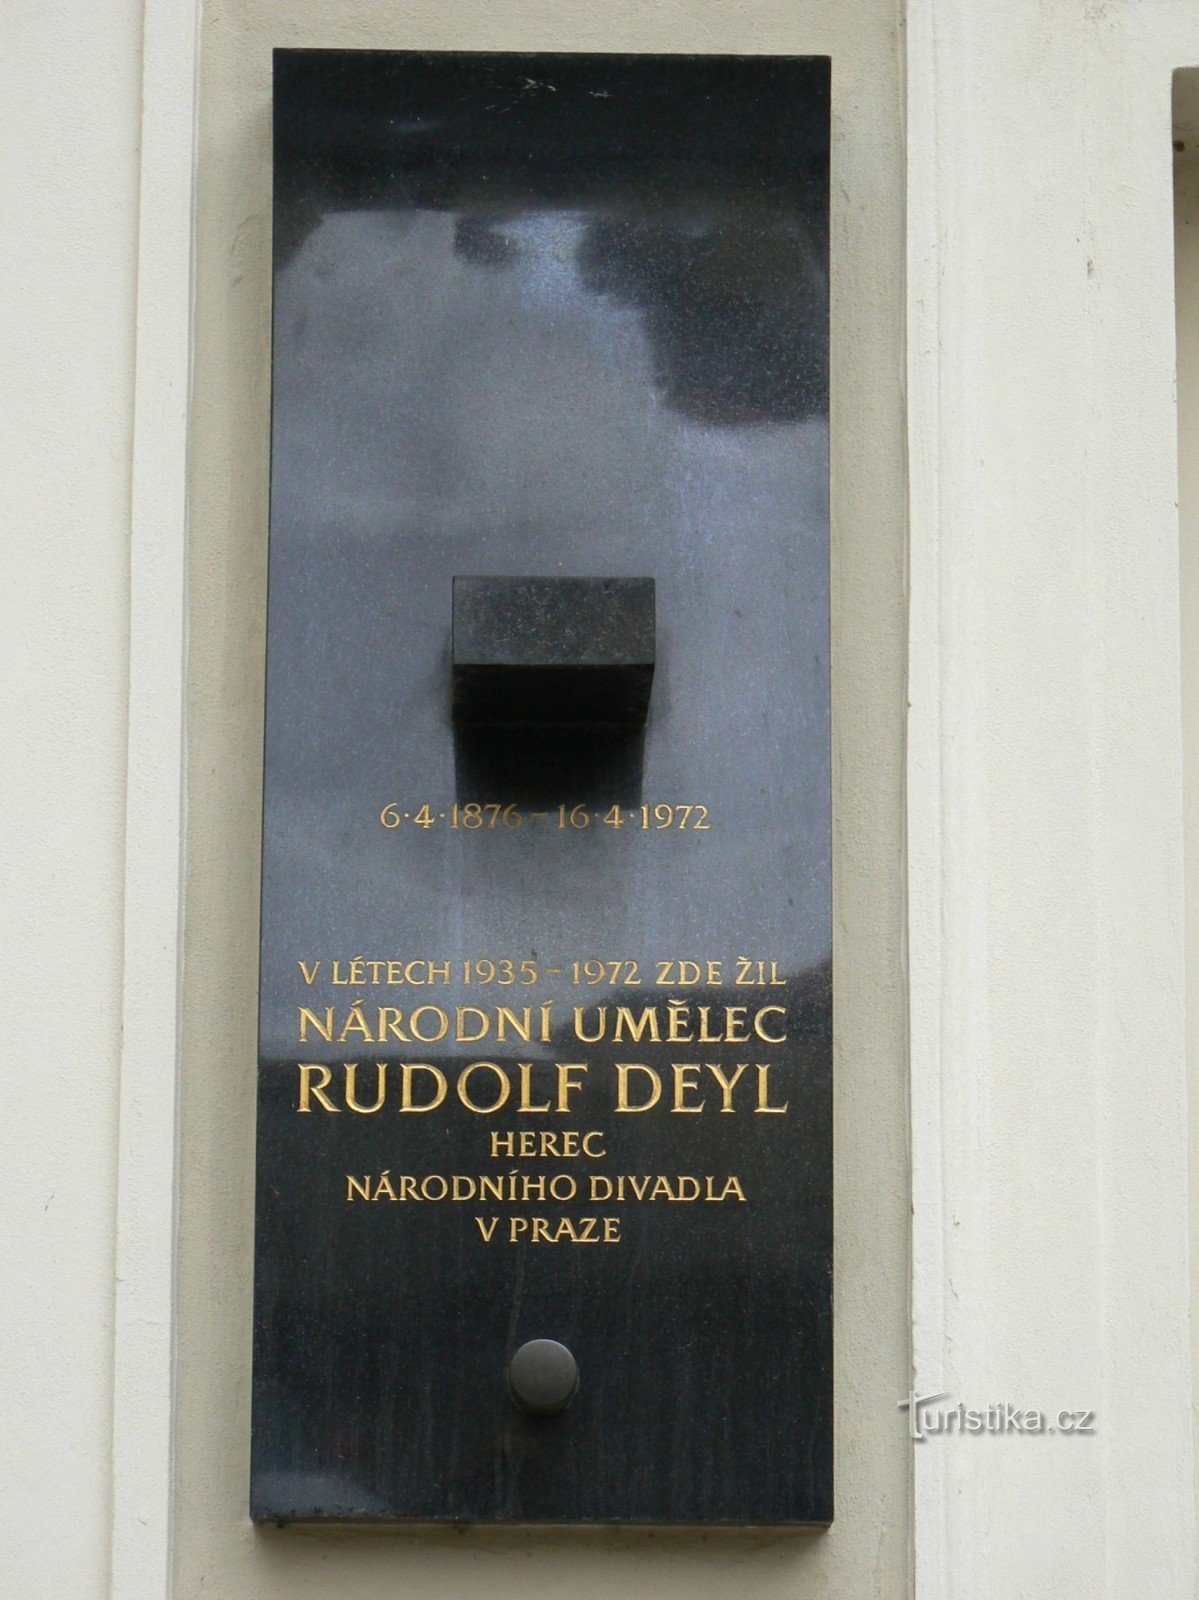 6·4·1876 – 16·4·1972
V LÉTECH 1935 – 1972 ZDE ŽIL
NÁRODNÍ UMĚLEC
RUDOLF DEYL
HEREC
NÁRODNÍHO DIVADLA
V PRAZE
Turistika.cz